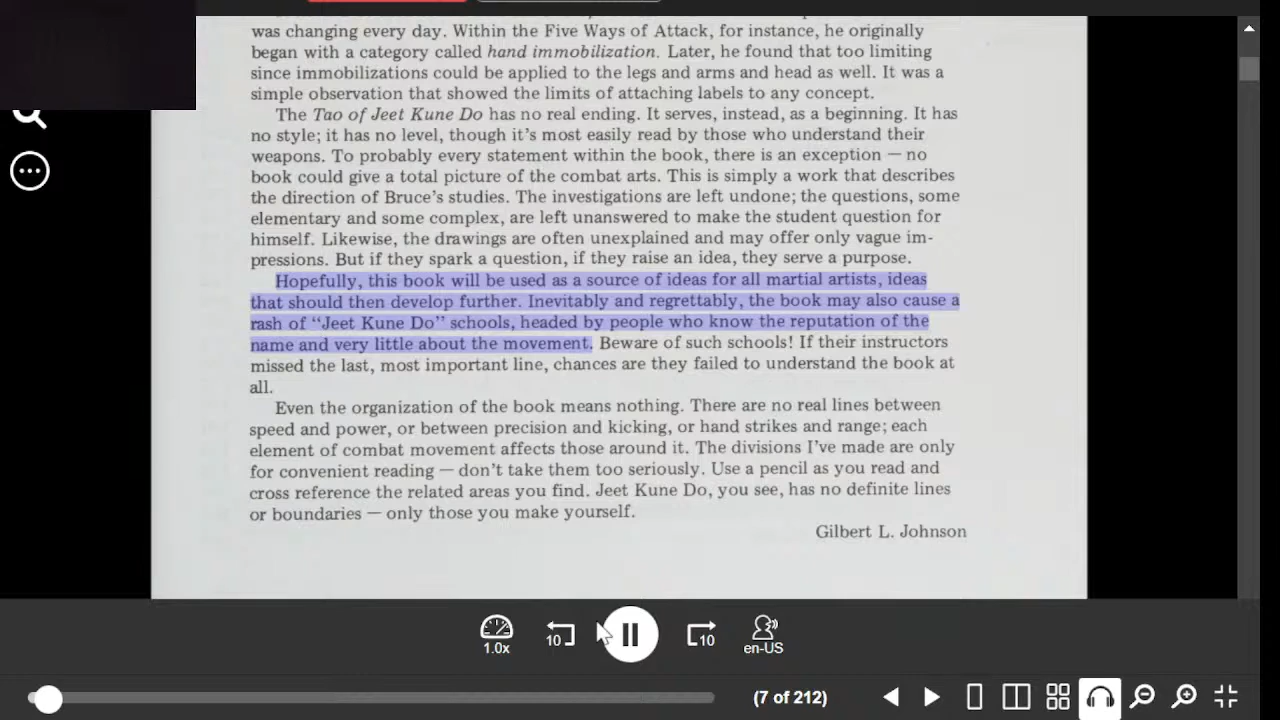 was changing every day. Within the Five Ways of Attack, for instance, he originally
began with a category called hand immobilization. Later, he found that too limiting
since immobilizations could be applied to the legs and arms and head as well. It was a
simple observation that showed the limits of attaching labels to any concept.
The Tao of Jeet Kune Do has no real ending. It serves, instead, as a beginning. It has
no style; it has no level, though it's most easily read by those who understand their
weapons. To probably every statement within the book, there is an exception — no
book could give a total picture of the combat arts. This is simply a work that describes
the direction of Bruce's studies. The investigations are left undone; the questions, some
elementary and some complex, are left unanswered to make the student question for
himself. Likewise, the drawings are often unexplained and may offer only vague im-
pressions. But if they spark a question, if they raise an idea, they serve a purpose.
Hopefully, this book will be used as a source of ideas for all martial artists, ideas
that should then develop further. Inevitably and regrettably, the book may also cause a
rash of "Jeet Kune Do" schools, headed by people who know the reputation of the
name and very little about the movement. Beware of such schools! If their instructors
missed the last, most important line, chances are they failed to understand the book at
all.
Even the organization of the book means nothing. There are no real lines between
speed and power, or between precision and kicking, or hand strikes and range; each
element of combat movement affects those around it. The divisions I've made are only
for convenient reading — don't take them too seriously. Use a pencil as you read and
cross reference the related areas you find. Jeet Kune Do, you see, has no definite lines
or boundaries — only those you make yourself.
Gilbert L. Johnson
10 10
1.0x en-US
(7 of 212)